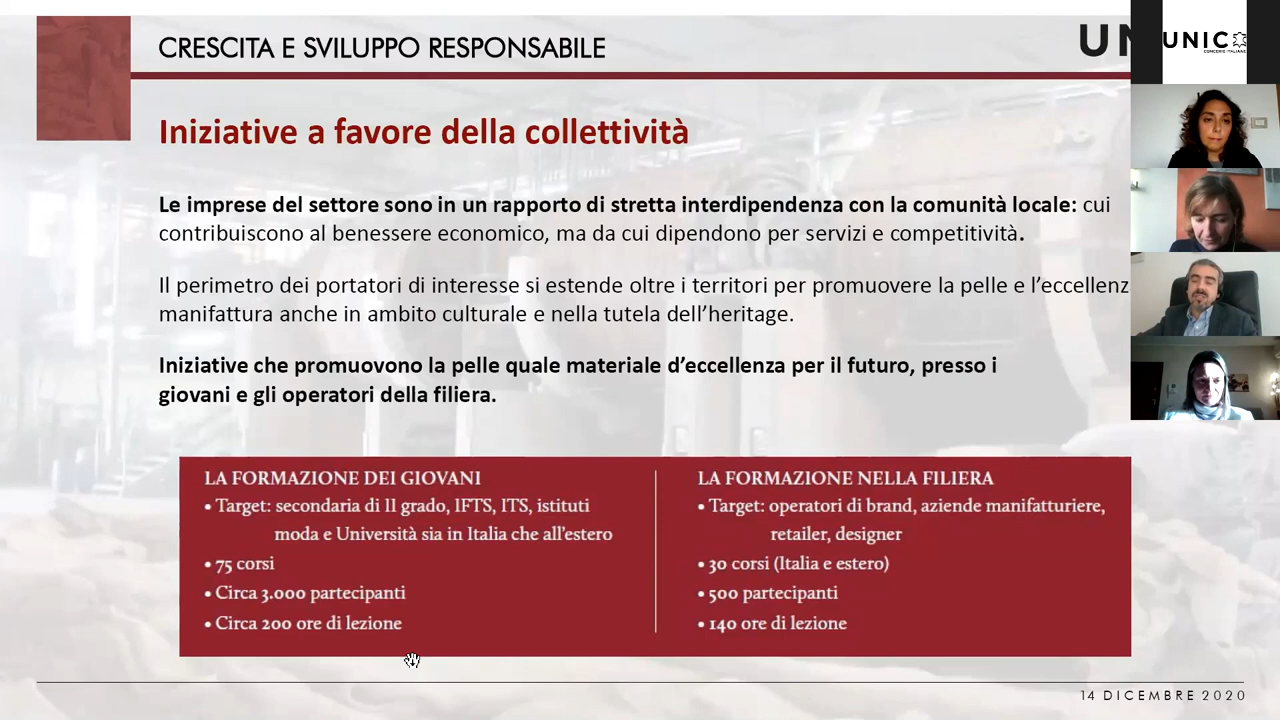 CRESCITA E SVILUPPO RESPONSABILE
UNIC
CONCERIE ITALIANE
Iniziative a favore della collettività
Le imprese del settore sono in un rapporto di stretta interdipendenza con la comunità locale: cui
contribuiscono al benessere economico, ma da cui dipendono per servizi e competitività.
Il perimetro dei portatori di interesse si estende oltre i territori per promuovere la pelle e l'eccellenz
manifattura anche in ambito culturale e nella tutela dell'heritage.
Iniziative che promuovono la pelle quale materiale d'eccellenza per il futuro, presso i
giovani e gli operatori della filiera.
LA FORMAZIONE DEI GIOVANI
• Target: secondaria di II grado, IFTS, ITS, istituti
moda e Università sia in Italia che all'estero
• 75 corsi
• Circa 3.000 partecipanti
• Circa 200 ore di lezione
LA FORMAZIONE NELLA FILIERA
• Target: operatori di brand, aziende manifatturiere,
retailer, designer
• 30 corsi (Italia e estero)
• 500 partecipanti
• 140 ore di lezione
14 DICEMBRE 2020